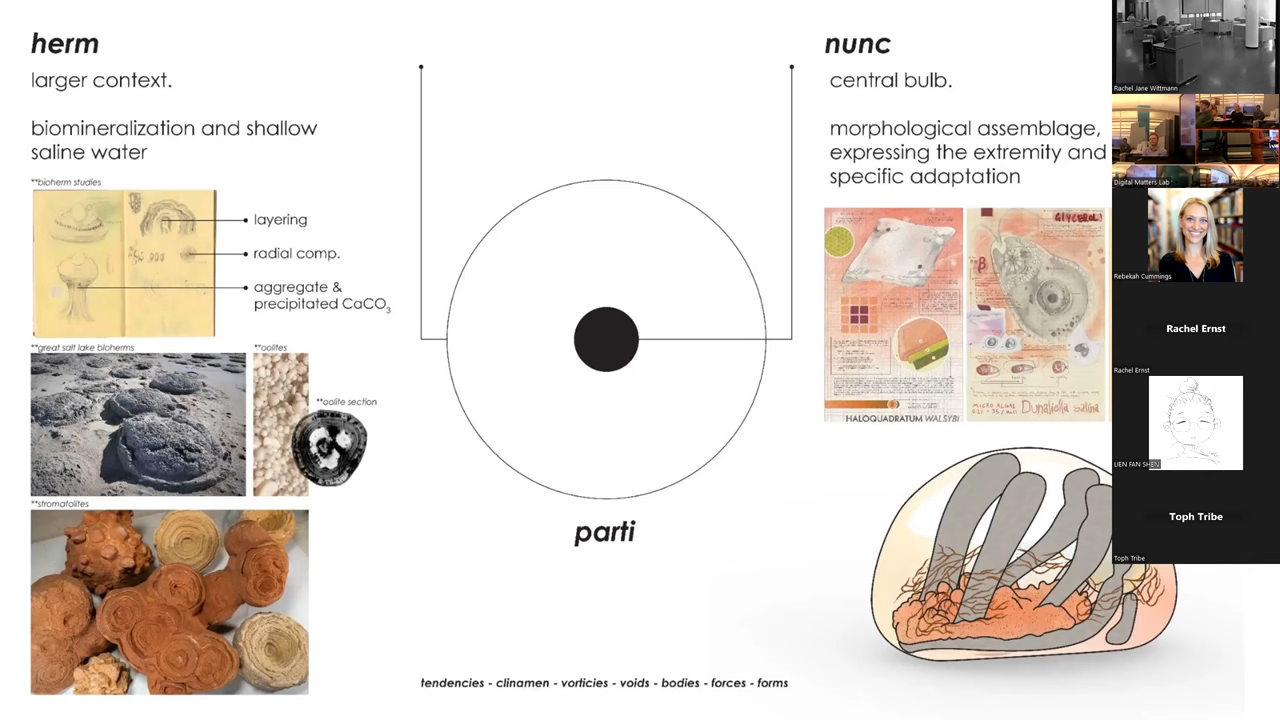 herm
larger context.
biomineralization and shallow
saline water
**bioherm studies
layering
radial comp.
aggregate &
precipitated CaCO3
**great salt lake bioherms
**oolites
**oolite section
**stromatolites
parti
tendencies - clinamen - vorticies - voids - bodies - forces - forms
nunc
central bulb.
morphological assemblage,
expressing the extremity and
specific adaptation
HALOQUADRATUM WALSYBI
GLYCEROL!
β
Dunaliella salina
Rachel Jane Wittmann
Digital Matters Lab
Rebekah Cummings
Rachel Ernst
Rachel Ernst
LIEN FAN SHEN
Toph Tribe
Toph Tribe